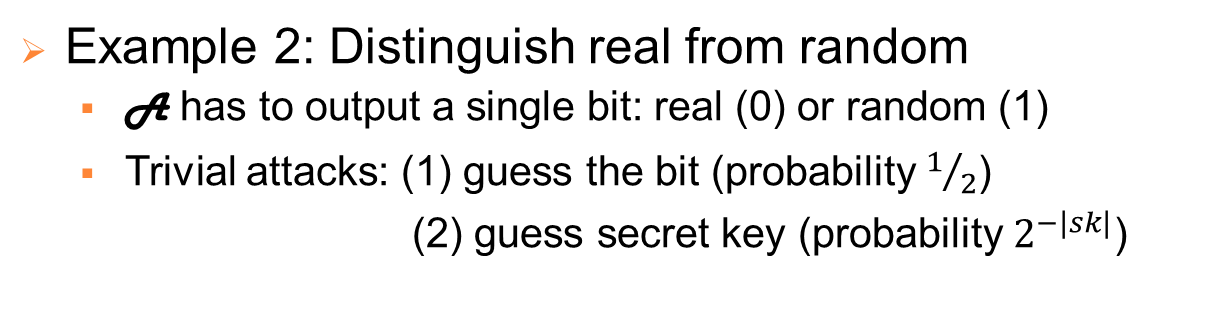 ➢ Example 2: Distinguish real from random
▪ 𝓐 has to output a single bit: real (0) or random (1)
▪ Trivial attacks: (1) guess the bit (probability ¹/₂)
(2) guess secret key (probability 2^{−|sk|})